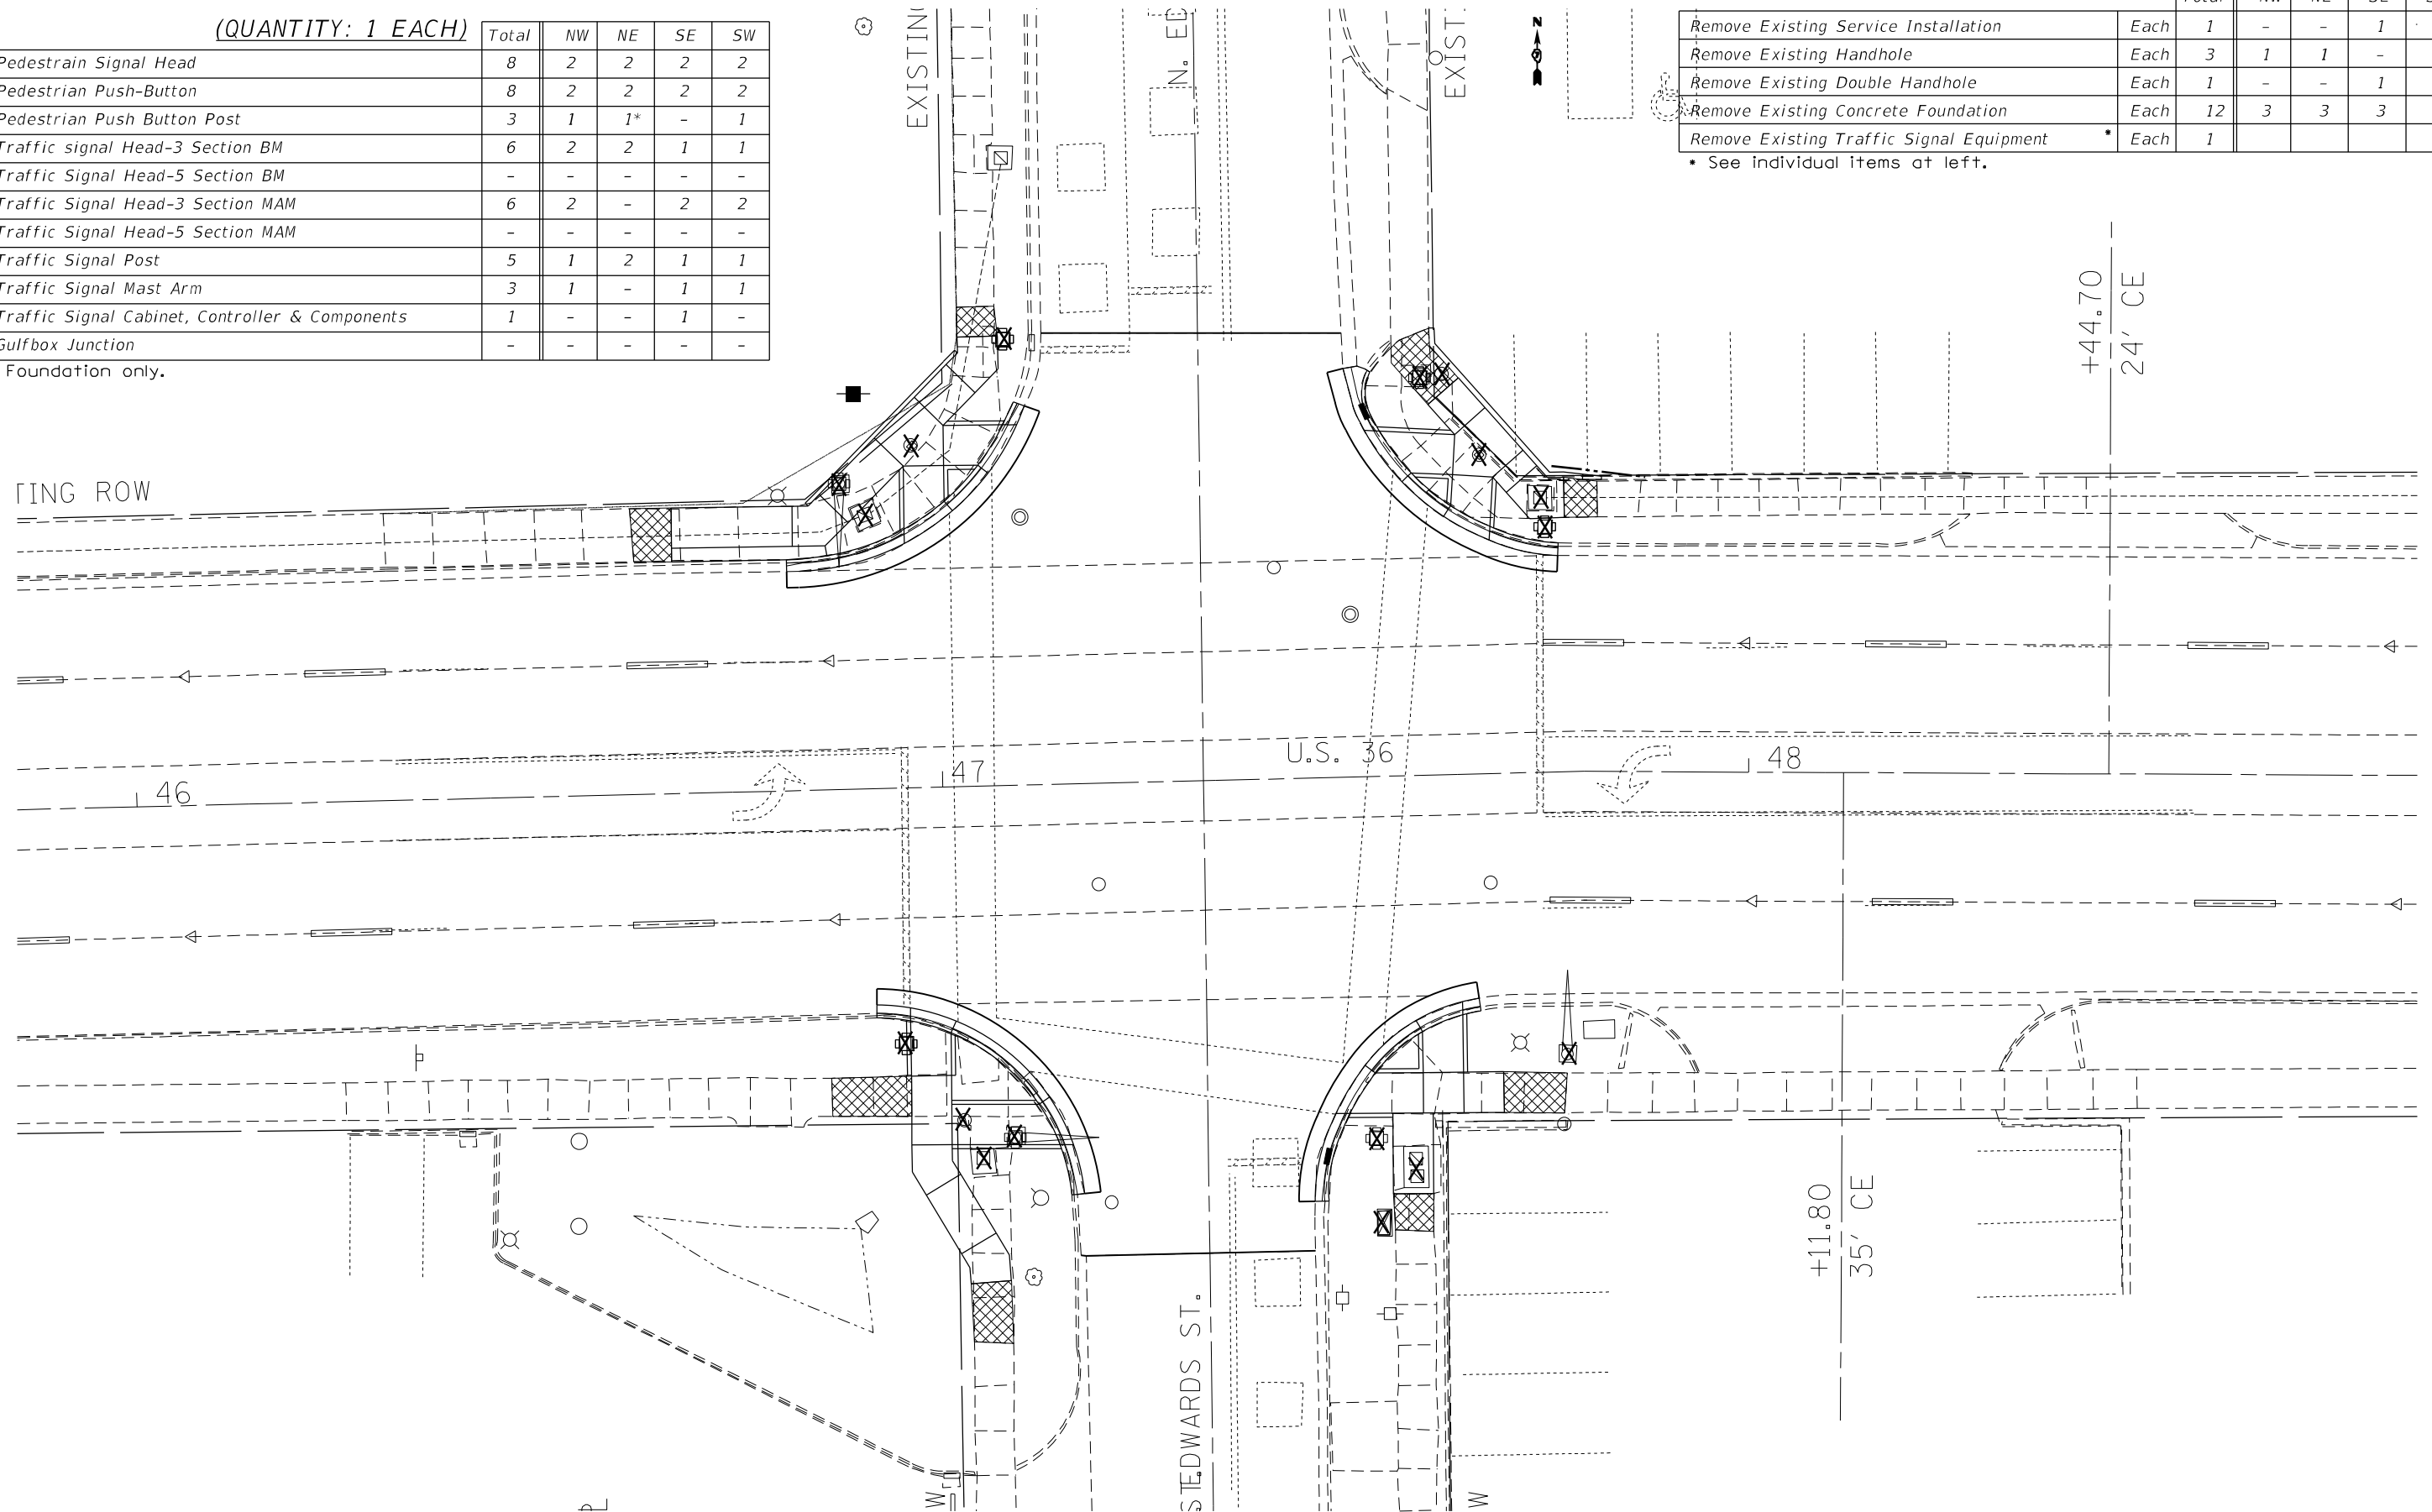 (QUANTITY: 1 EACH) Total NW NE SE SW
Pedestrain Signal Head 8 2 2 2 2
Pedestrian Push-Button 8 2 2 2 2
Pedestrian Push Button Post 3 1 1* - 1
Traffic signal Head-3 Section BM 6 2 2 1 1
Traffic Signal Head-5 Section BM - - - - -
Traffic Signal Head-3 Section MAM 6 2 - 2 2
Traffic Signal Head-5 Section MAM - - - - -
Traffic Signal Post 5 1 2 1 1
Traffic Signal Mast Arm 3 1 - 1 1
Traffic Signal Cabinet, Controller & Components 1 - - 1 -
Gulfbox Junction - - - - -
Foundation only.
Total NW NE SE
Remove Existing Service Installation Each 1 - - 1
Remove Existing Handhole Each 3 1 1 -
Remove Existing Double Handhole Each 1 - - 1
Remove Existing Concrete Foundation Each 12 3 3 3
Remove Existing Traffic Signal Equipment * Each 1
* See individual items at left.
EXISTING
N. ED
EXIST.
N
+44.70
24' CE
TING ROW
U.S. 36
46
47
48
+11.80
35' CE
EDWARDS ST.
W
W